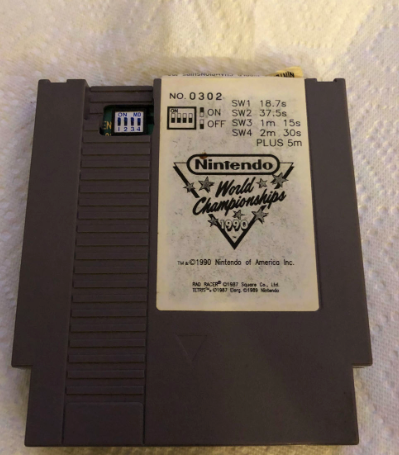 NO. 0302
ON
OFF
SW1 18.7s
SW2 37.5s
SW3 1m 15s
SW4 2m 30s
PLUS 5m
ON
1 2 3 4
Nintendo
World
Championships
1990
TM & ©1990 Nintendo of America Inc.
RAD RACER® ©1987 Square Co., Ltd.
TETRIS™ ©1987 Elorg. ©1989 Nintendo